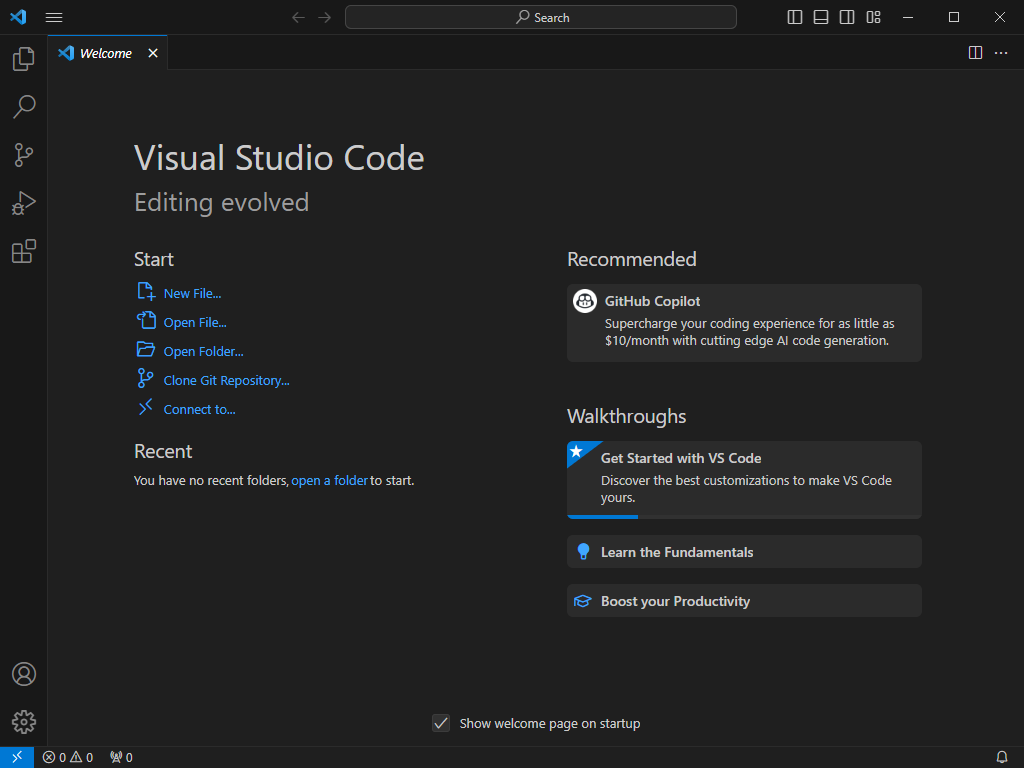 Search
Welcome
Visual Studio Code
Editing evolved
Start
New File...
Open File...
Open Folder...
Clone Git Repository...
Connect to...
Recent
You have no recent folders, open a folder to start.
Recommended
GitHub Copilot
Supercharge your coding experience for as little as
$10/month with cutting edge AI code generation.
Walkthroughs
Get Started with VS Code
Discover the best customizations to make VS Code
yours.
Learn the Fundamentals
Boost your Productivity
Show welcome page on startup
0 0 0